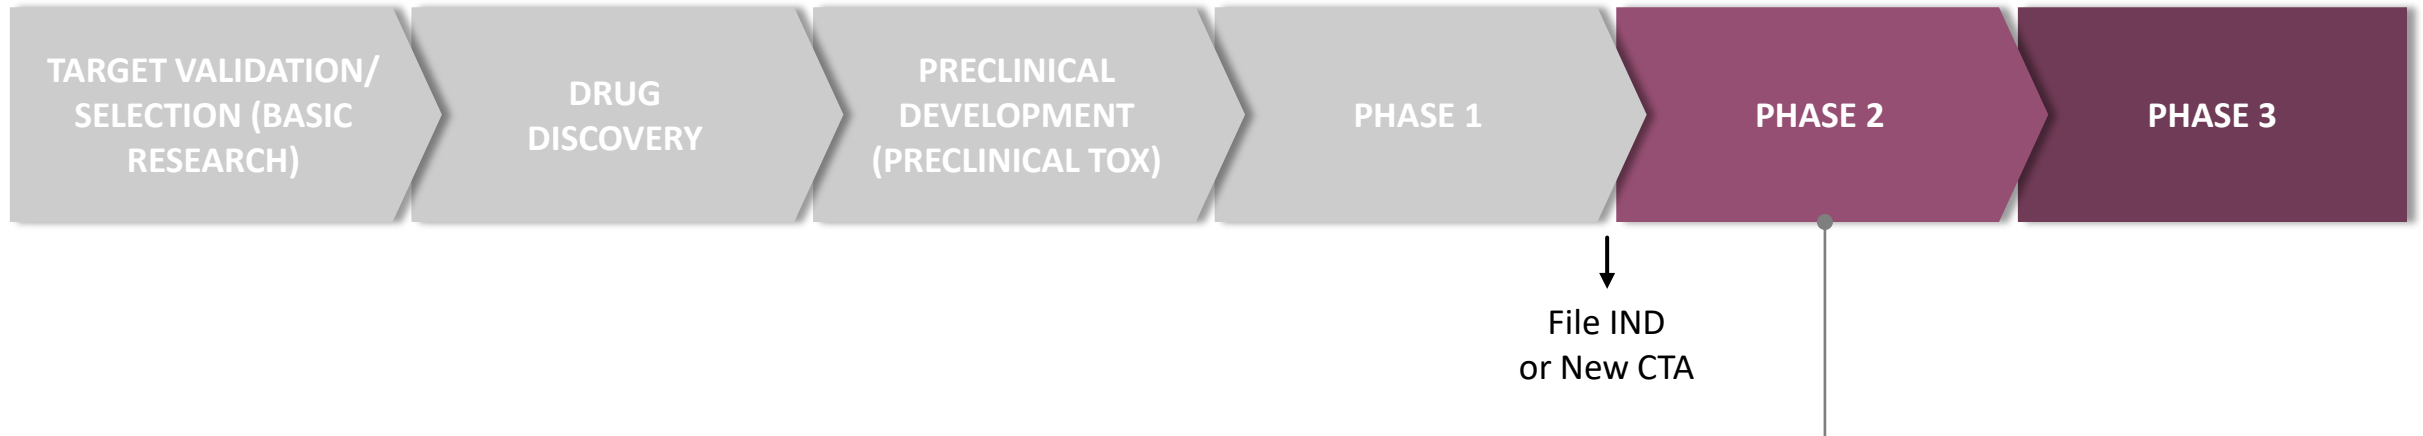 TARGET VALIDATION/
SELECTION (BASIC
RESEARCH)
DRUG
DISCOVERY
PRECLINICAL
DEVELOPMENT
(PRECLINICAL TOX)
PHASE 1
PHASE 2
PHASE 3
File IND
or New CTA